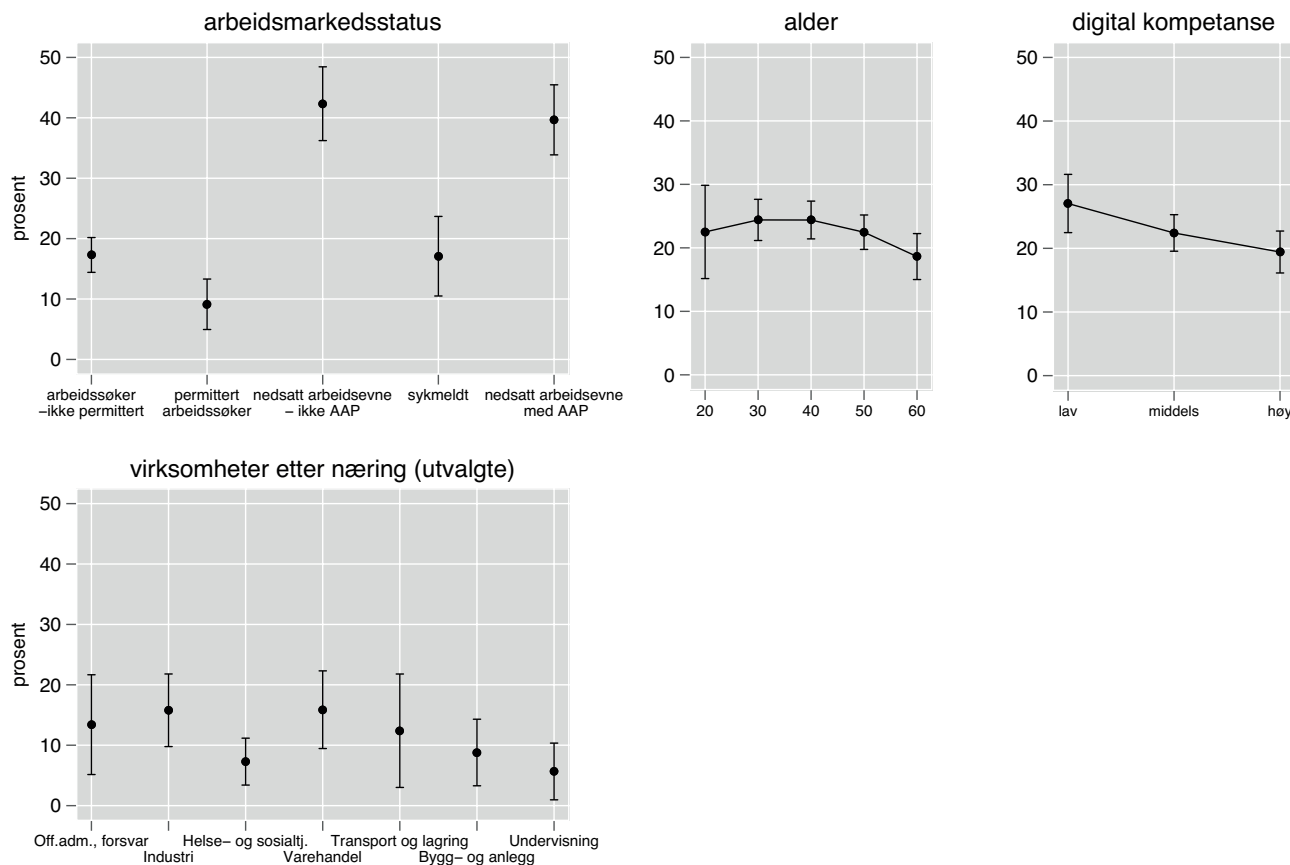 arbeidsmarkedsstatus
50
40
30
20
10
0
prosent
arbeidssøker
–ikke permittert
permittert
arbeidssøker
nedsatt arbeidsevne
– ikke AAP
sykmeldt
nedsatt arbeidsevne
med AAP
alder
50
40
30
20
10
0
20 30 40 50 60
digital kompetanse
50
40
30
20
10
0
lav middels høy
virksomheter etter næring (utvalgte)
50
40
30
20
10
0
prosent
Off.adm., forsvar Helse– og sosialtj. Transport og lagring Undervisning
Industri Varehandel Bygg– og anlegg